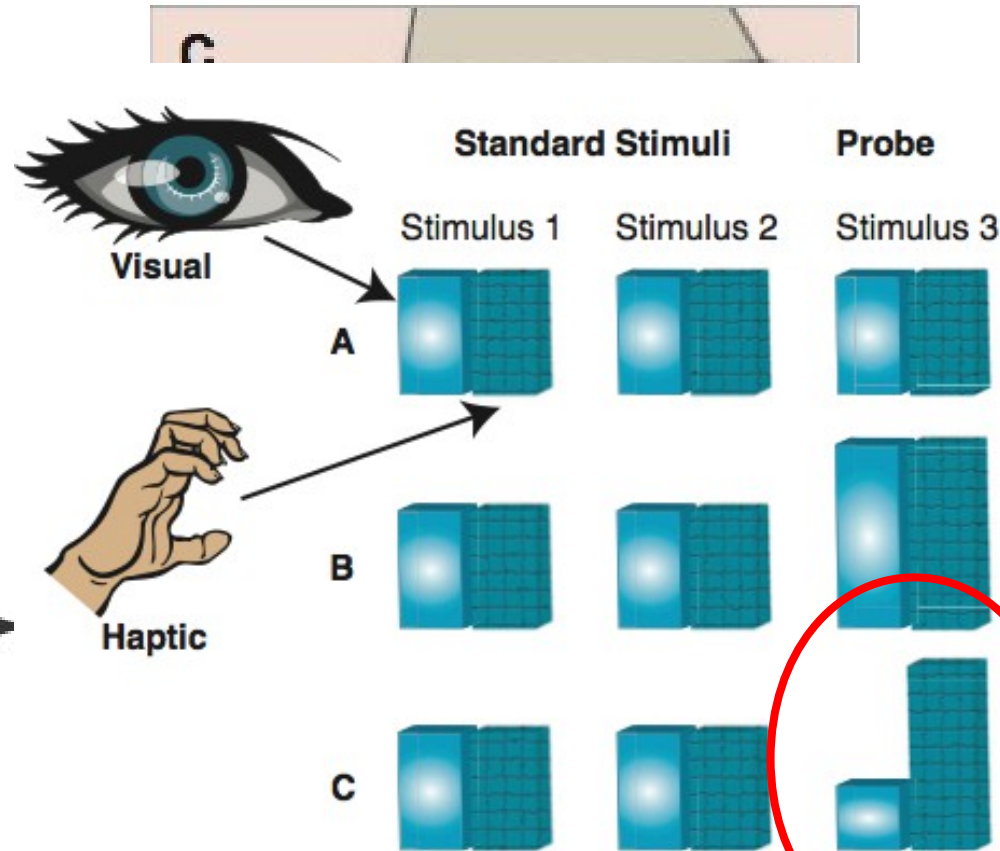 C
Standard Stimuli Probe
Stimulus 1 Stimulus 2 Stimulus 3
Visual
A
B
Haptic
C